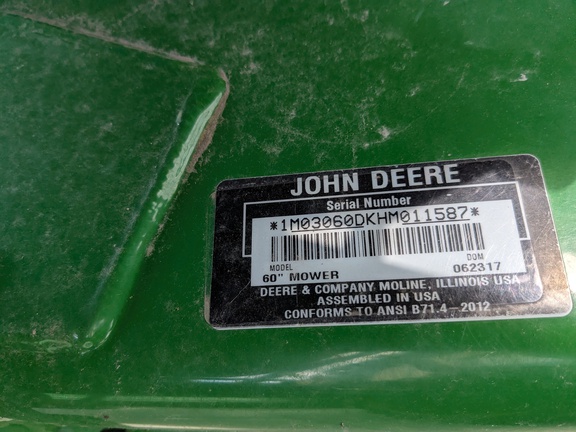 JOHN DEERE
Serial Number
*1M03060DKHM011587*
MODEL DOM
60" MOWER 062317
DEERE & COMPANY MOLINE, ILLINOIS USA
ASSEMBLED IN USA
CONFORMS TO ANSI B71.4-2012